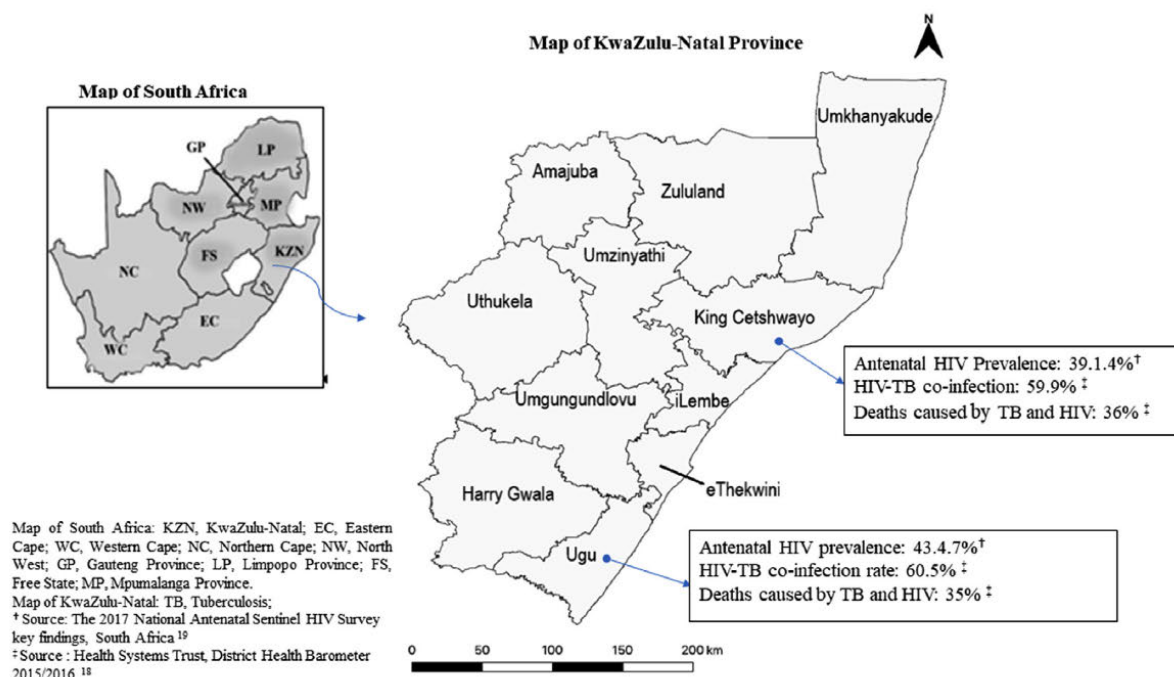 Map of KwaZulu-Natal Province
N
Map of South Africa
GP
LP
NW
MP
FS
KZN
NC
EC
WC
Umkhanyakude
Amajuba
Zululand
Umzinyathi
Uthukela
King Cetshwayo
Antenatal HIV Prevalence: 39.1.4%†
HIV-TB co-infection: 59.9% ‡
Deaths caused by TB and HIV: 36% ‡
Umgungundlovu
iLembe
eThekwini
Harry Gwala
Ugu
Antenatal HIV prevalence: 43.4.7%†
HIV-TB co-infection rate: 60.5% ‡
Deaths caused by TB and HIV: 35% ‡
Map of South Africa: KZN, KwaZulu-Natal; EC, Eastern
Cape; WC, Western Cape; NC, Northern Cape; NW, North
West; GP, Gauteng Province; LP, Limpopo Province; FS,
Free State; MP, Mpumalanga Province.
Map of KwaZulu-Natal: TB, Tuberculosis;
† Source: The 2017 National Antenatal Sentinel HIV Survey
key findings, South Africa 19
‡ Source : Health Systems Trust, District Health Barometer
2015/2016. 18
0 50 100 150 200 km